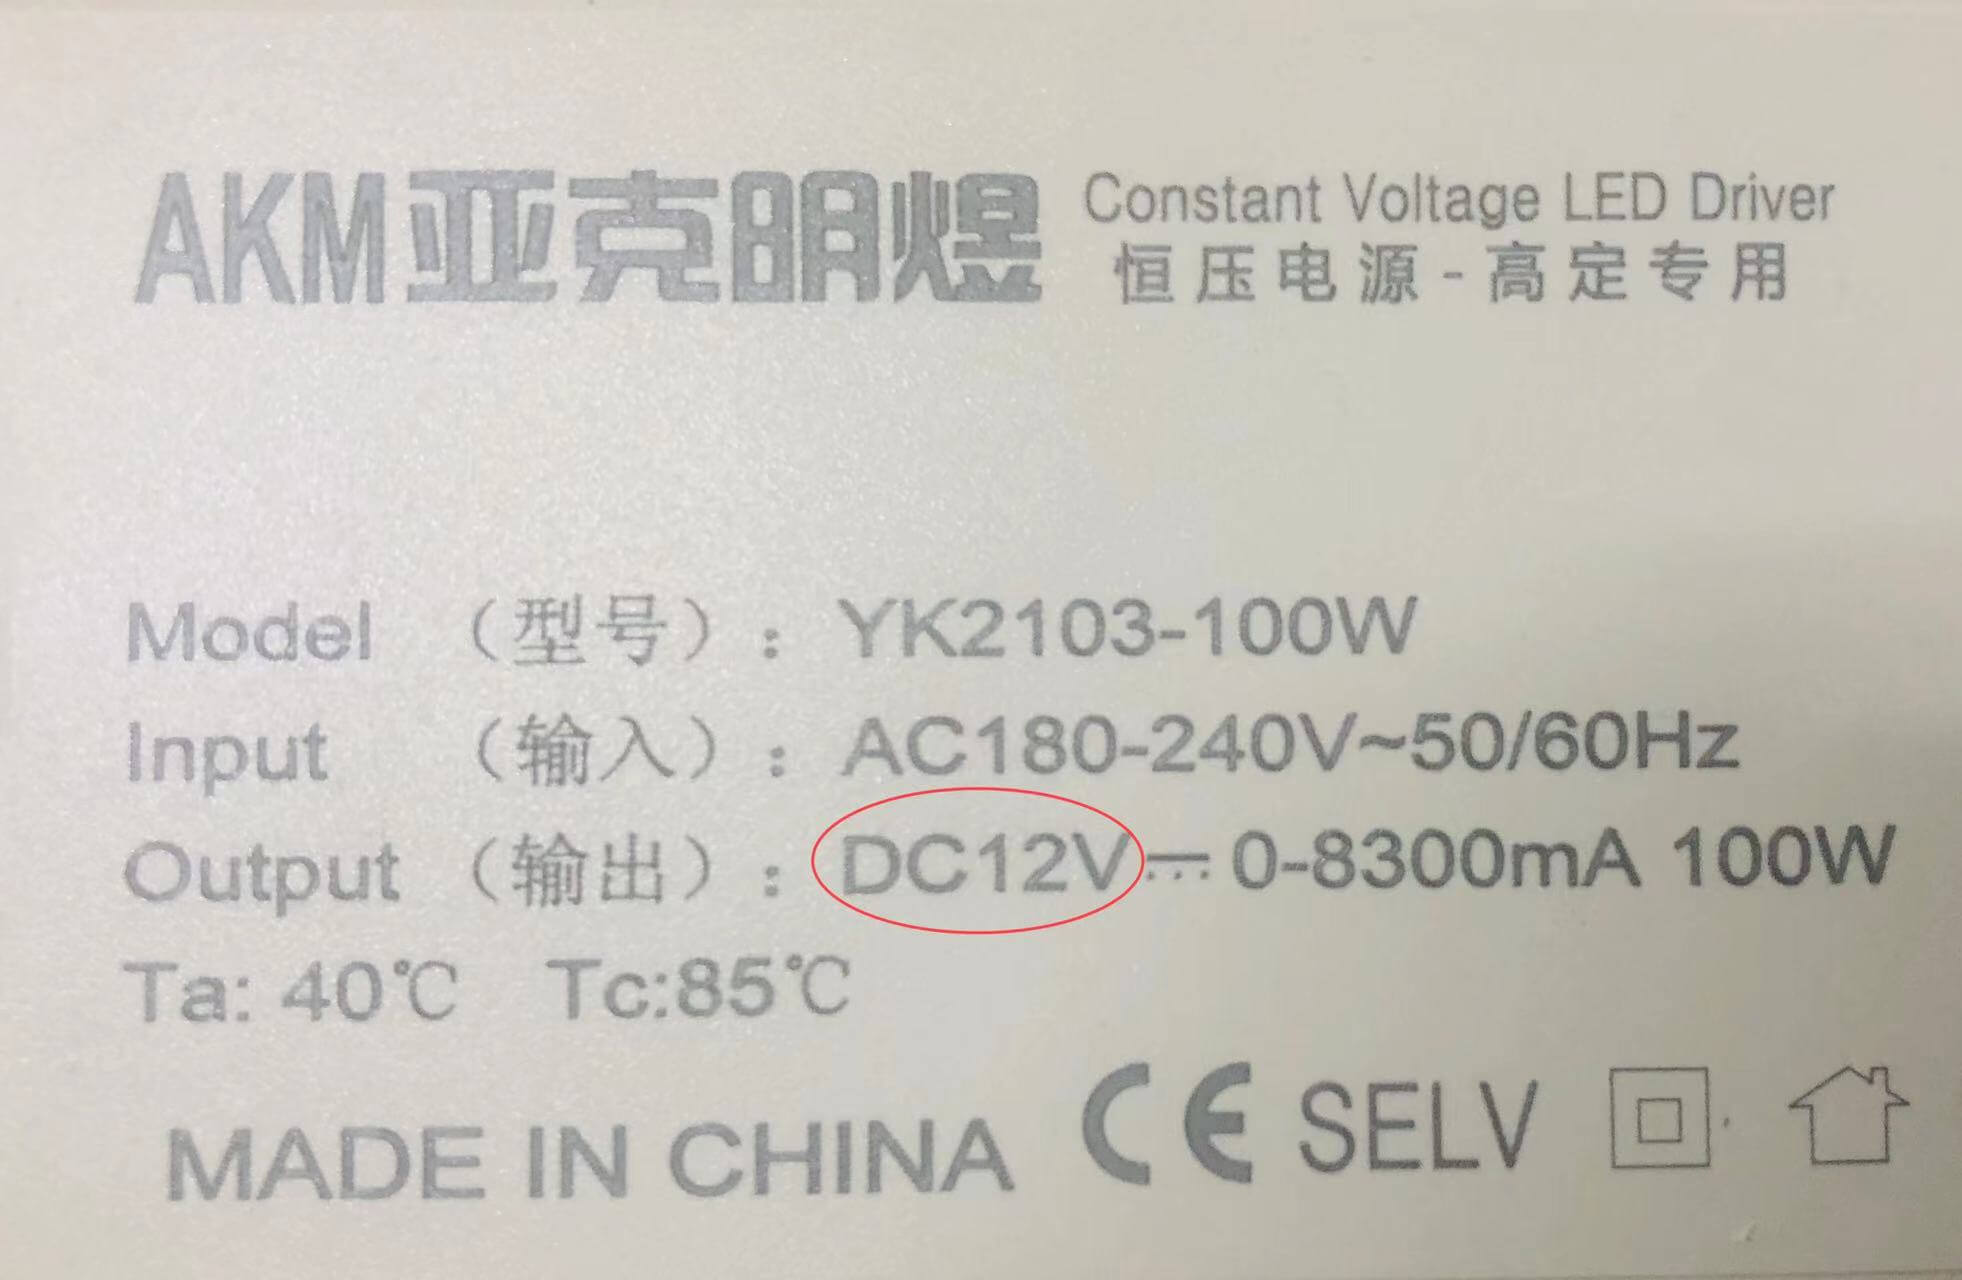 AKM亚克明煜 Constant Voltage LED Driver
恒压电源-高定专用
Model （型号）：YK2103-100W
Input （输入）：AC180-240V~50/60Hz
Output （输出）：DC12V⎓0-8300mA 100W
Ta: 40℃ Tc:85℃
MADE IN CHINA CE SELV